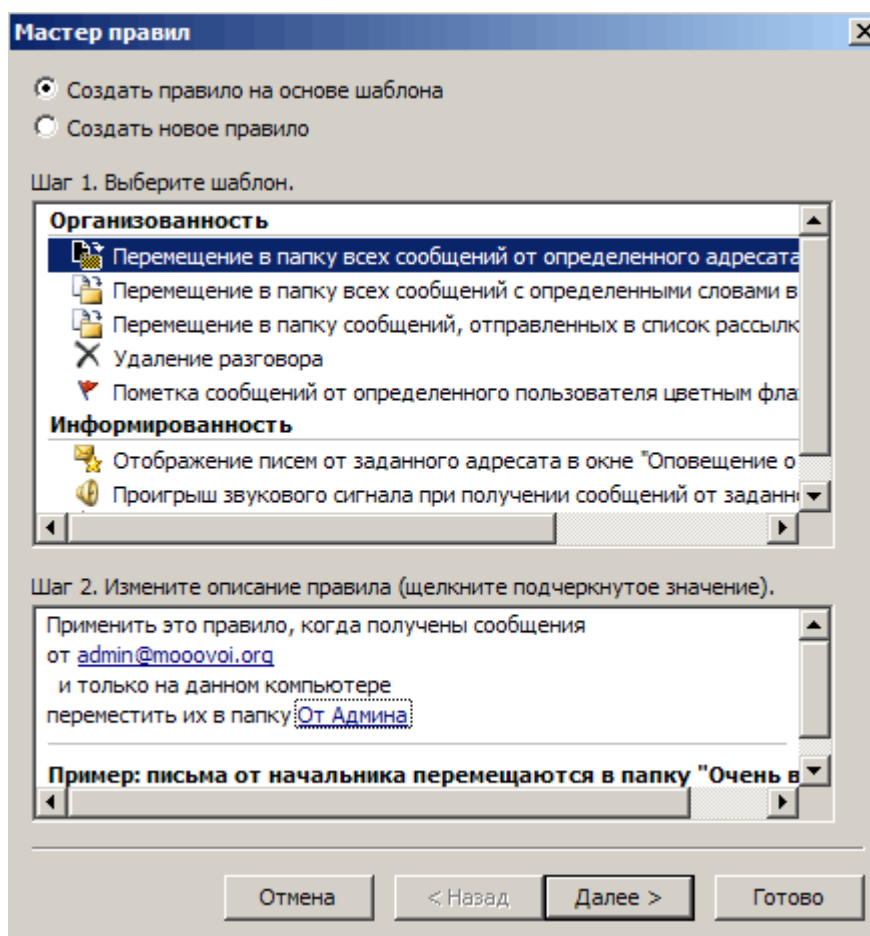 Мастер правил
Создать правило на основе шаблона
Создать новое правило
Шаг 1. Выберите шаблон.
Организованность
Перемещение в папку всех сообщений от определенного адресата
Перемещение в папку всех сообщений с определенными словами в
Перемещение в папку сообщений, отправленных в список рассылк
Удаление разговора
Пометка сообщений от определенного пользователя цветным фла
Информированность
Отображение писем от заданного адресата в окне "Оповещение о
Проигрыш звукового сигнала при получении сообщений от заданн
Шаг 2. Измените описание правила (щелкните подчеркнутое значение).
Применить это правило, когда получены сообщения
от admin@mooovoi.org
и только на данном компьютере
переместить их в папку От Админа
Пример: письма от начальника перемещаются в папку "Очень в
Отмена < Назад Далее > Готово